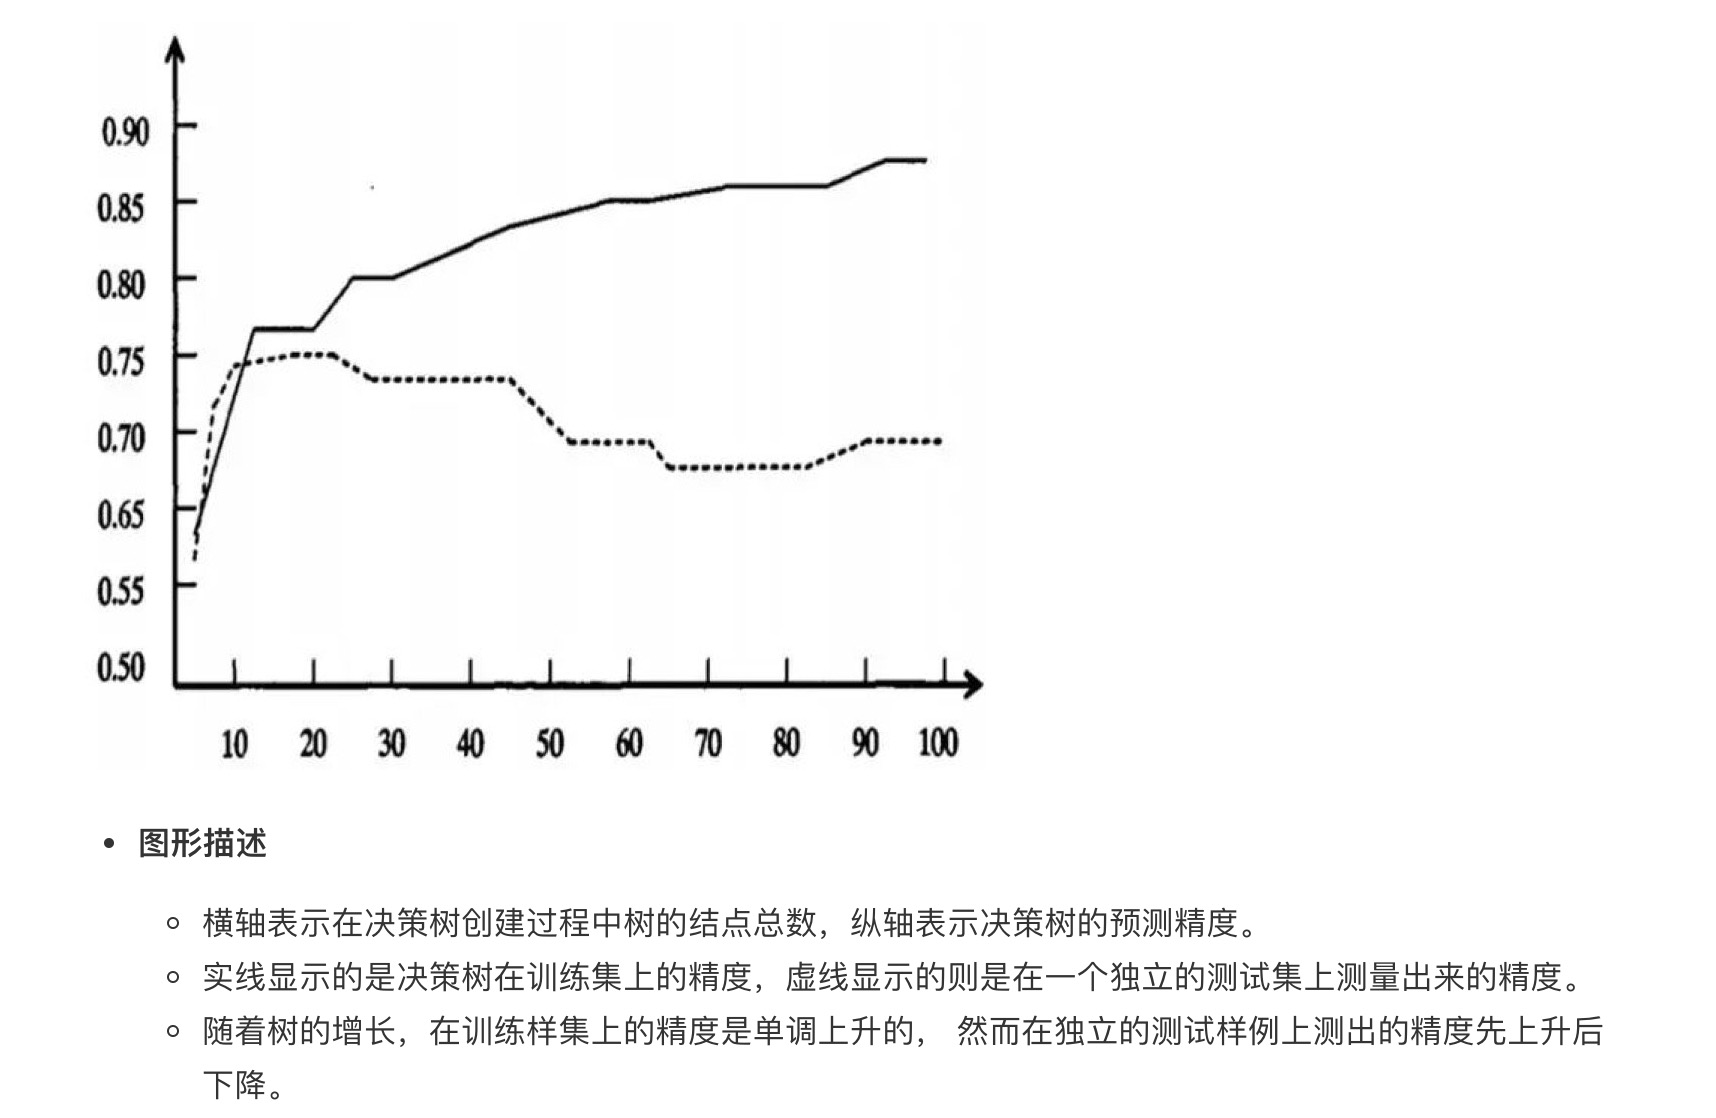 0.90
0.85
0.80
0.75
0.70
0.65
0.55
0.50
10 20 30 40 50 60 70 80 90 100
图形描述
横轴表示在决策树创建过程中树的结点总数，纵轴表示决策树的预测精度。
实线显示的是决策树在训练集上的精度，虚线显示的则是在一个独立的测试集上测量出来的精度。
随着树的增长，在训练样集上的精度是单调上升的， 然而在独立的测试样例上测出的精度先上升后
下降。